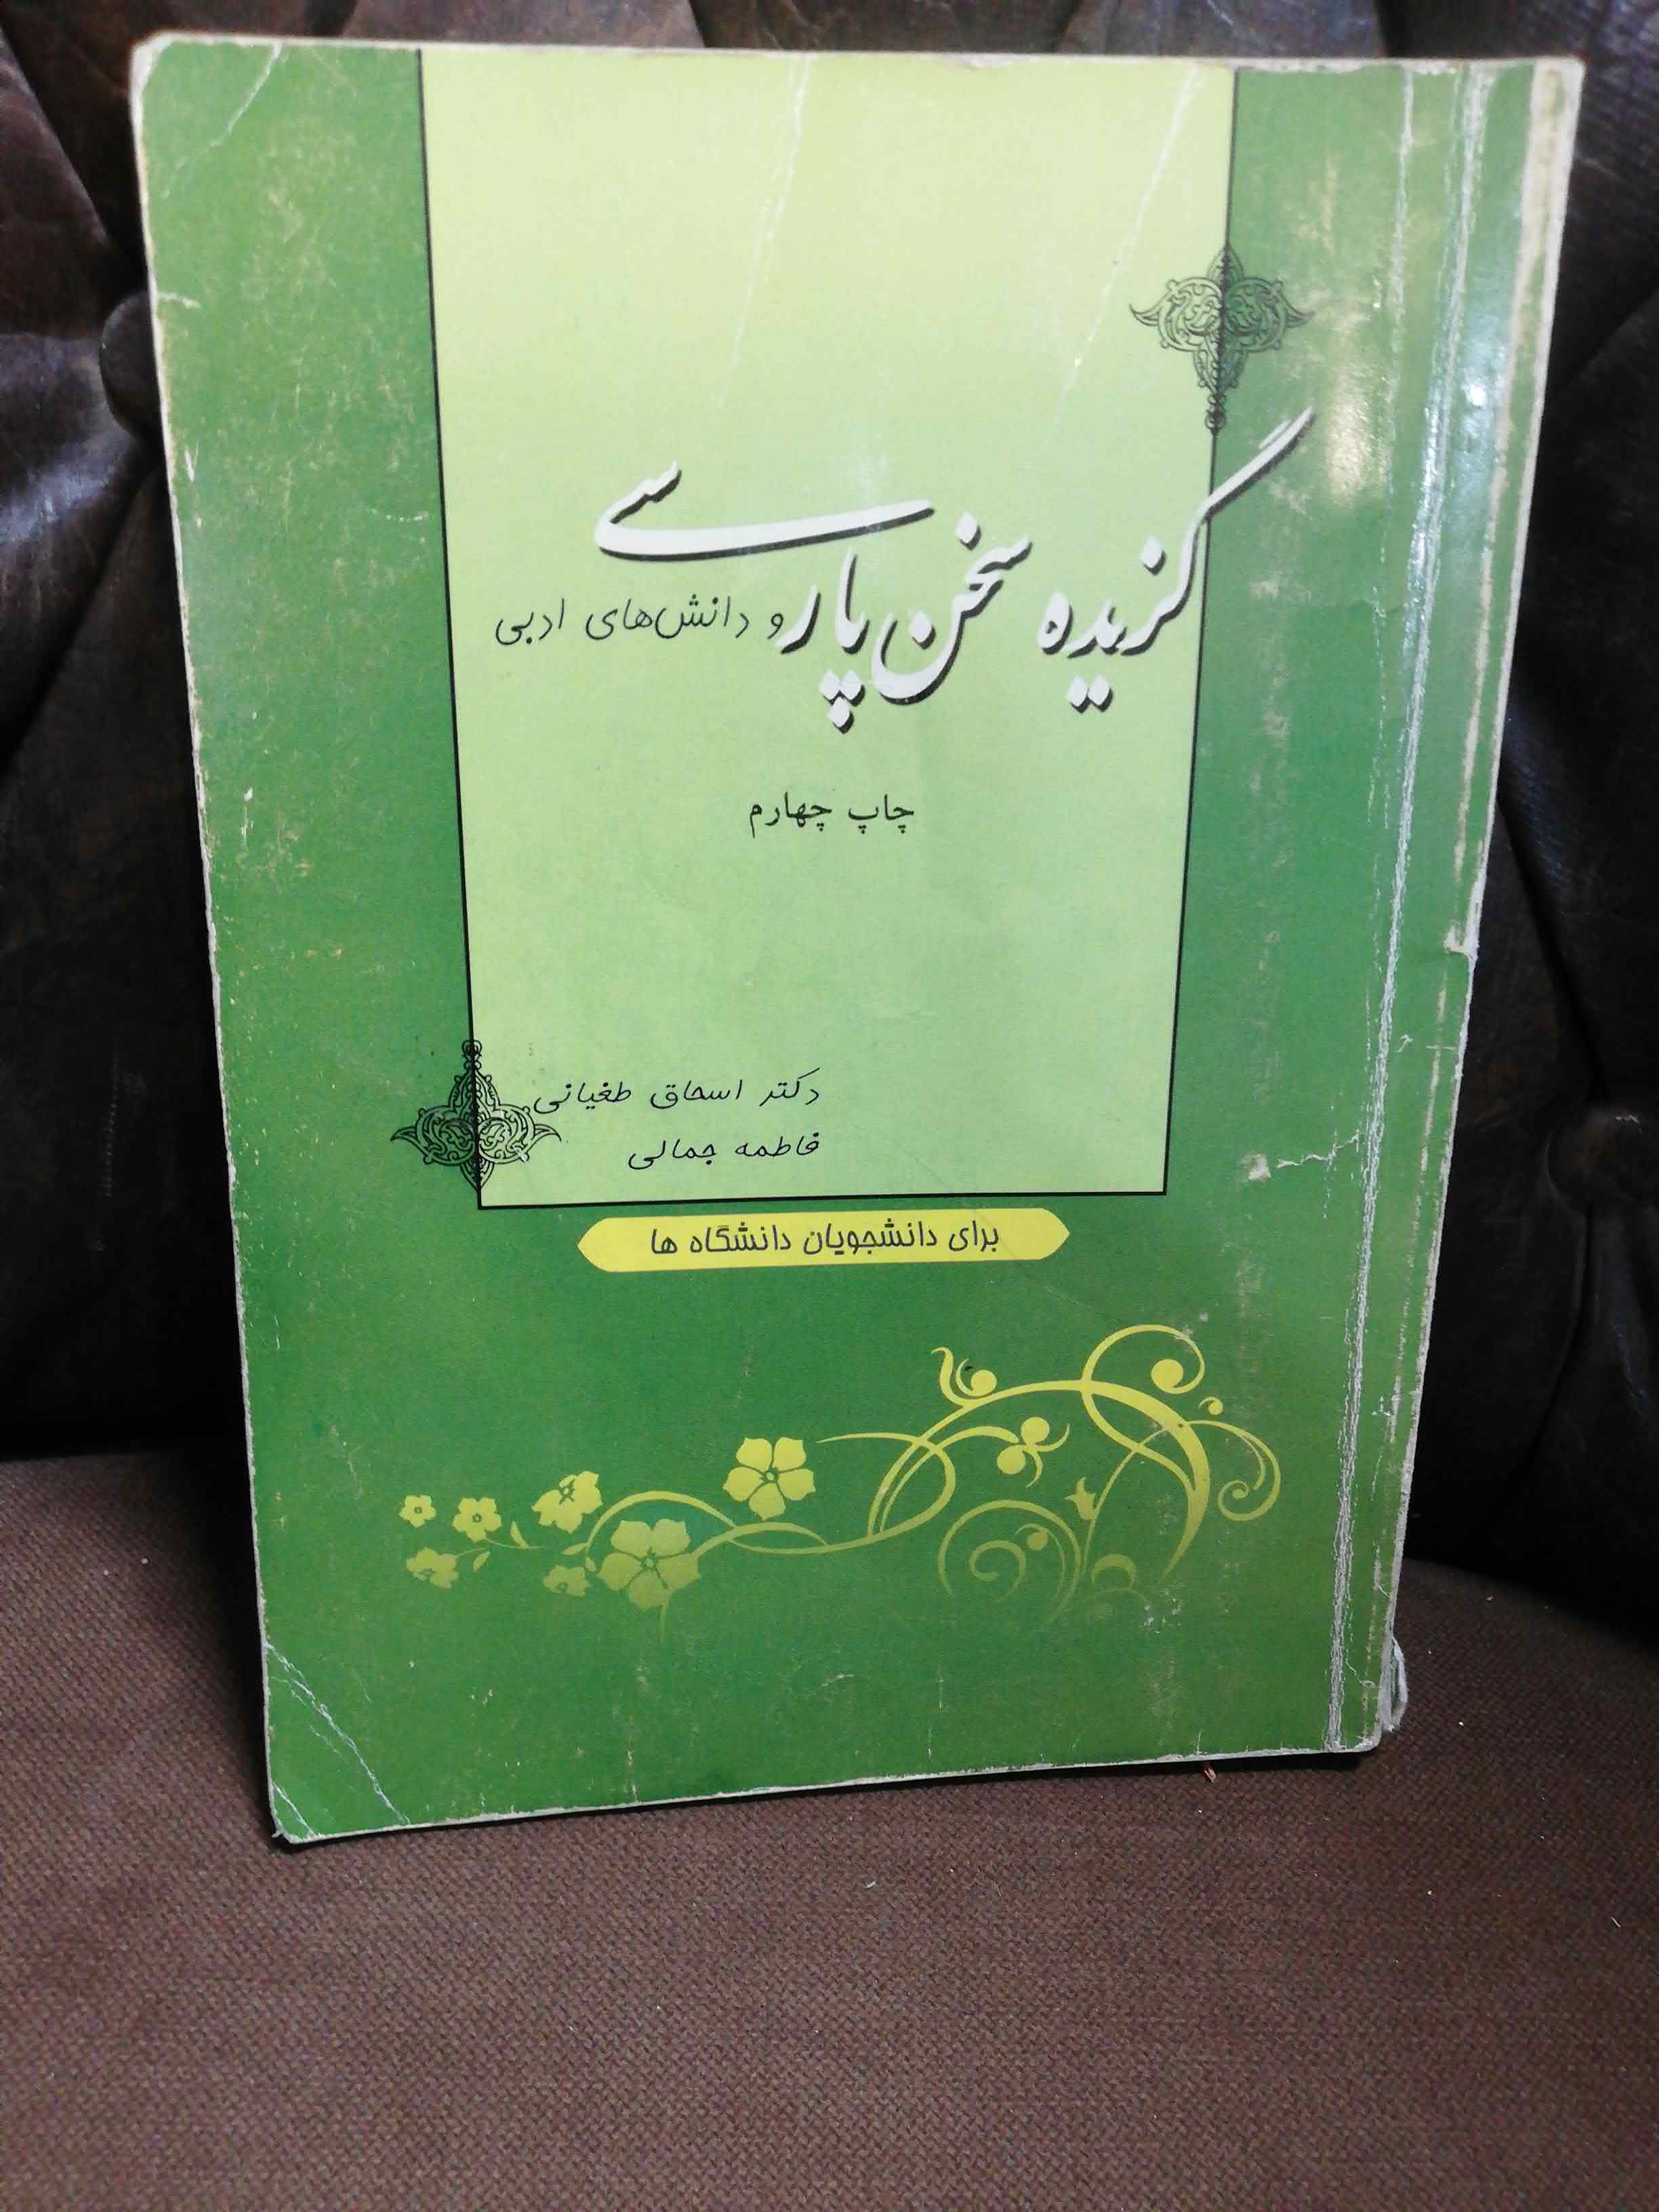 گزیده سخن پارسی
و دانش‌های ادبی
چاپ چهارم
دکتر اسحاق طغیانی
فاطمه جمالی
برای دانشجویان دانشگاه ها